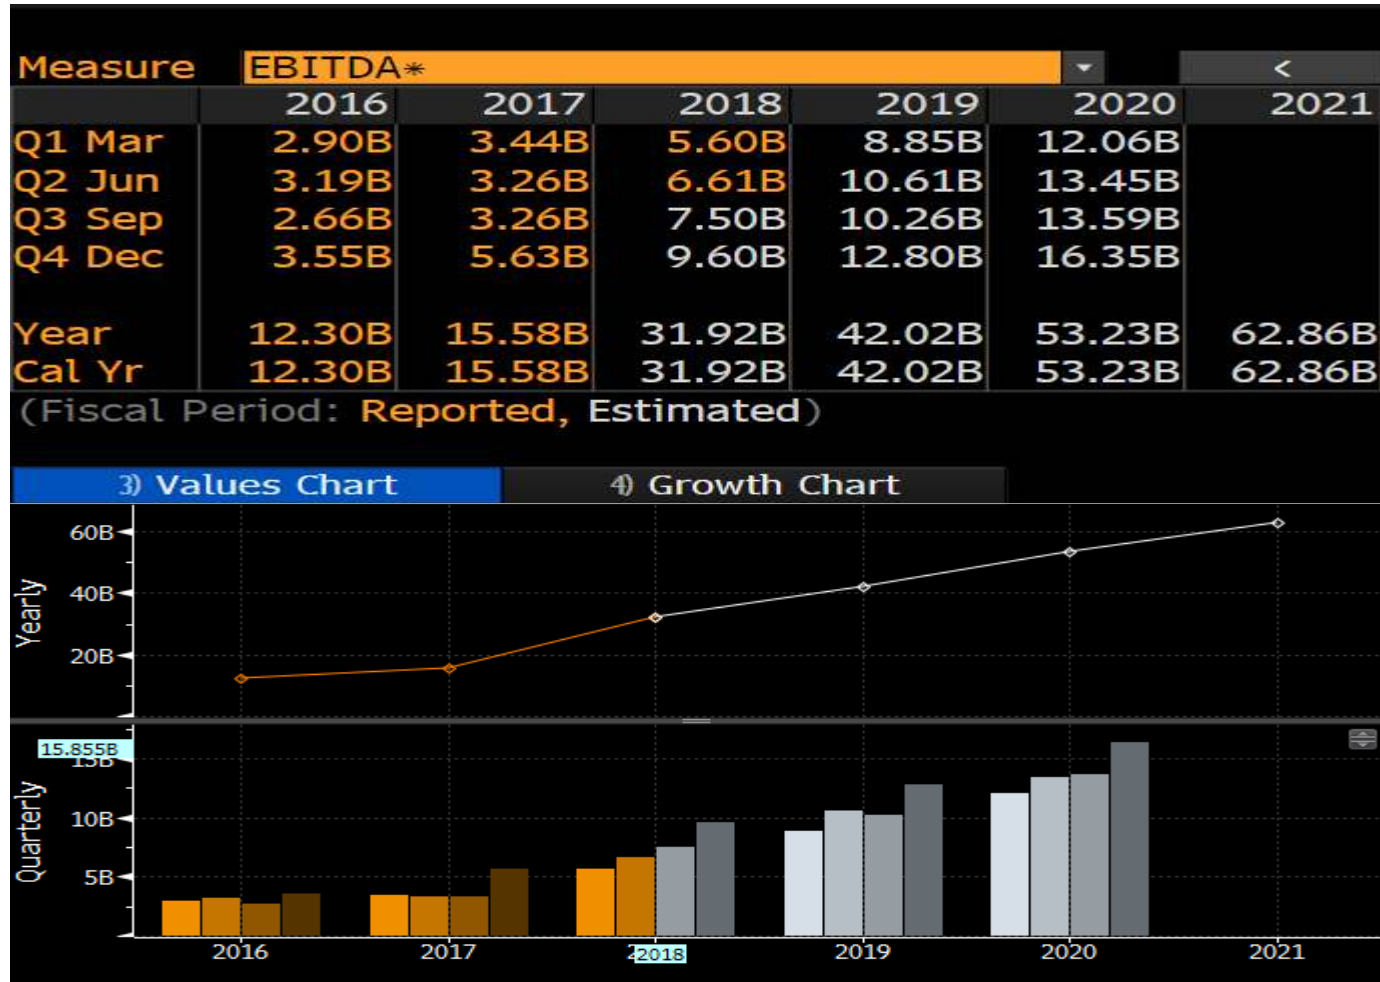 Measure EBITDA* <
2016 2017 2018 2019 2020 2021
Q1 Mar 2.90B 3.44B 5.60B 8.85B 12.06B
Q2 Jun 3.19B 3.26B 6.61B 10.61B 13.45B
Q3 Sep 2.66B 3.26B 7.50B 10.26B 13.59B
Q4 Dec 3.55B 5.63B 9.60B 12.80B 16.35B
Year 12.30B 15.58B 31.92B 42.02B 53.23B 62.86B
Cal Yr 12.30B 15.58B 31.92B 42.02B 53.23B 62.86B
(Fiscal Period: Reported, Estimated)
3) Values Chart 4) Growth Chart
60B
40B
20B
Yearly
15.855B
15B
10B
5B
Quarterly
2016 2017 2018 2019 2020 2021